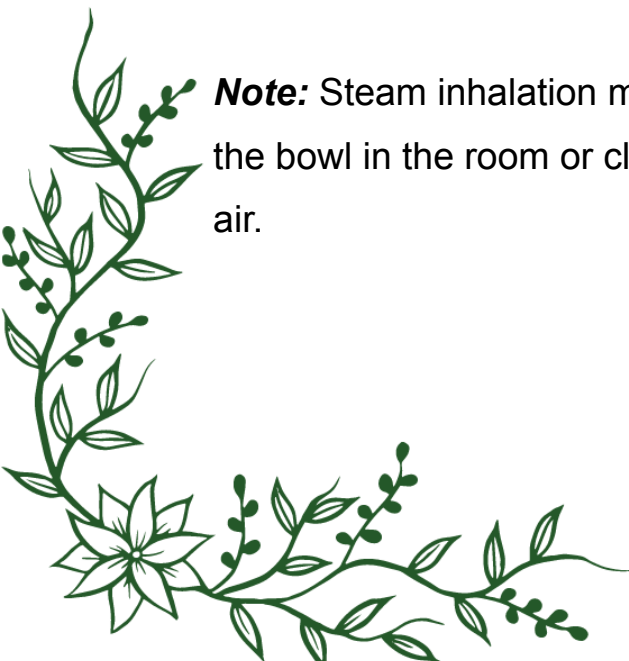 Note: Steam inhalation
the bowl in the room or
air.